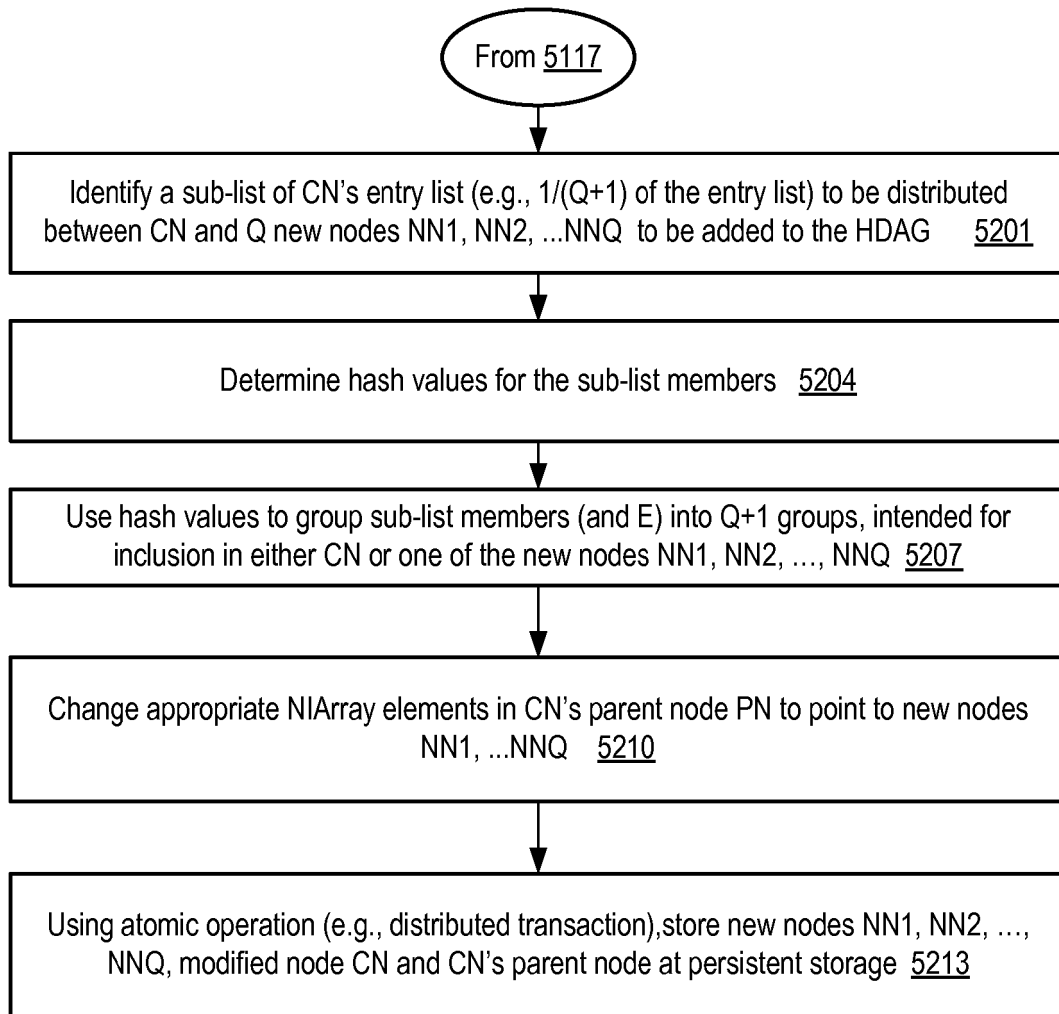 From 5117
Identify a sub-list of CN's entry list (e.g., 1/(Q+1) of the entry list) to be distributed
between CN and Q new nodes NN1, NN2, ...NNQ to be added to the HDAG 5201
Determine hash values for the sub-list members 5204
Use hash values to group sub-list members (and E) into Q+1 groups, intended for
inclusion in either CN or one of the new nodes NN1, NN2, …, NNQ 5207
Change appropriate NIArray elements in CN's parent node PN to point to new nodes
NN1, ...NNQ 5210
Using atomic operation (e.g., distributed transaction),store new nodes NN1, NN2, …,
NNQ, modified node CN and CN's parent node at persistent storage 5213